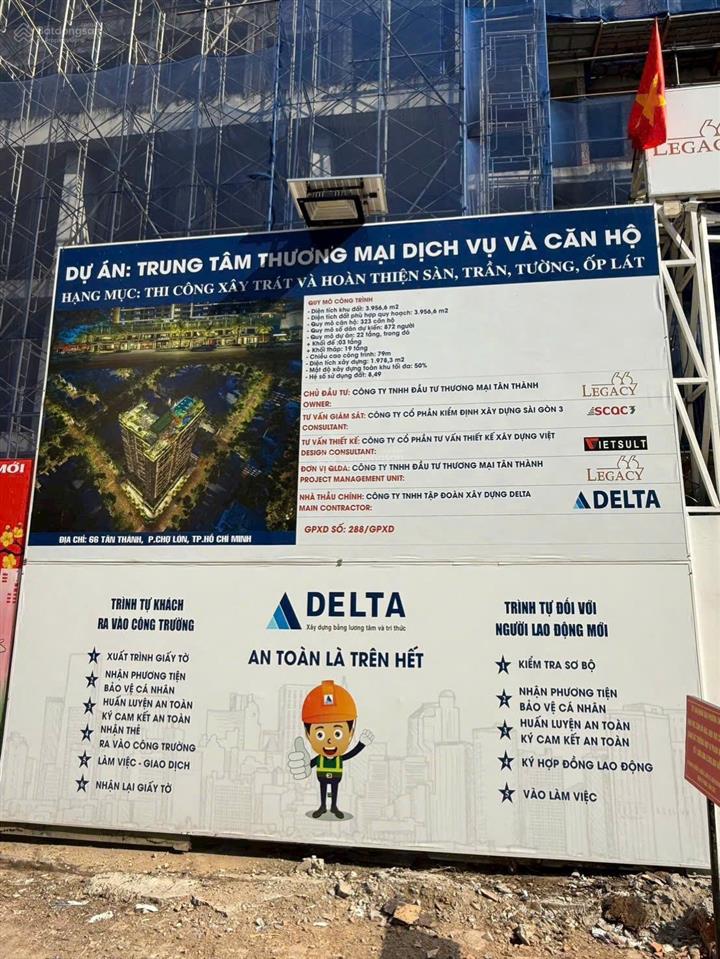 Batdongsan
LEGACY
DỰ ÁN: TRUNG TÂM THƯƠNG MẠI DỊCH VỤ VÀ CĂN HỘ
HẠNG MỤC: THI CÔNG XÂY TRÁT VÀ HOÀN THIỆN SÀN, TRẦN, TƯỜNG, ỐP LÁT
QUY MÔ CÔNG TRÌNH
- Diện tích khu đất: 3.956,6 m2
- Diện tích đất phù hợp quy hoạch: 3.956,6 m2
- Quy mô căn hộ: 323 căn hộ
- Quy mô số dân dự kiến: 872 người
- Quy mô dự án: 22 tầng, trong đó
+ Khối đế :03 tầng
+ Khối tháp: 19 tầng
- Chiều cao công trình: 79m
- Diện tích xây dựng: 1.978,3 m2
- Mật độ xây dựng toàn khu tối đa: 50%
- Hệ số sử dụng đất: 8,49
CHỦ ĐẦU TƯ: CÔNG TY TNHH ĐẦU TƯ THƯƠNG MẠI TÂN THÀNH
OWNER:
LEGACY
TƯ VẤN GIÁM SÁT: CÔNG TY CỔ PHẦN KIỂM ĐỊNH XÂY DỰNG SÀI GÒN 3
CONSULTANT:
SCQC3
TƯ VẤN THIẾT KẾ: CÔNG TY CỔ PHẦN TƯ VẤN THIẾT KẾ XÂY DỰNG VIỆT
DESIGN CONSULTANT:
VIETSULT
ĐƠN VỊ QLDA: CÔNG TY TNHH ĐẦU TƯ THƯƠNG MẠI TÂN THÀNH
PROJECT MANAGEMENT UNIT:
LEGACY
NHÀ THẦU CHÍNH: CÔNG TY TNHH TẬP ĐOÀN XÂY DỰNG DELTA
MAIN CONTRACTOR:
DELTA
GPXD SỐ: 288/GPXD
ĐỊA CHỈ: 66 TÂN THÀNH, P.CHỢ LỚN, TP.HỒ CHÍ MINH
MỚI
TRÌNH TỰ KHÁCH
RA VÀO CÔNG TRƯỜNG
1 XUẤT TRÌNH GIẤY TỜ
2 NHẬN PHƯƠNG TIỆN
BẢO VỆ CÁ NHÂN
3 HUẤN LUYỆN AN TOÀN
KÝ CAM KẾT AN TOÀN
4 NHẬN THẺ
RA VÀO CÔNG TRƯỜNG
5 LÀM VIỆC - GIAO DỊCH
6 NHẬN LẠI GIẤY TỜ
DELTA
Xây dựng bằng lương tâm và trí thức
AN TOÀN LÀ TRÊN HẾT
TRÌNH TỰ ĐỐI VỚI
NGƯỜI LAO ĐỘNG MỚI
1 KIỂM TRA SƠ BỘ
2 NHẬN PHƯƠNG TIỆN
BẢO VỆ CÁ NHÂN
3 HUẤN LUYỆN AN TOÀN
KÝ CAM KẾT AN TOÀN
4 KÝ HỢP ĐỒNG LAO ĐỘNG
5 VÀO LÀM VIỆC